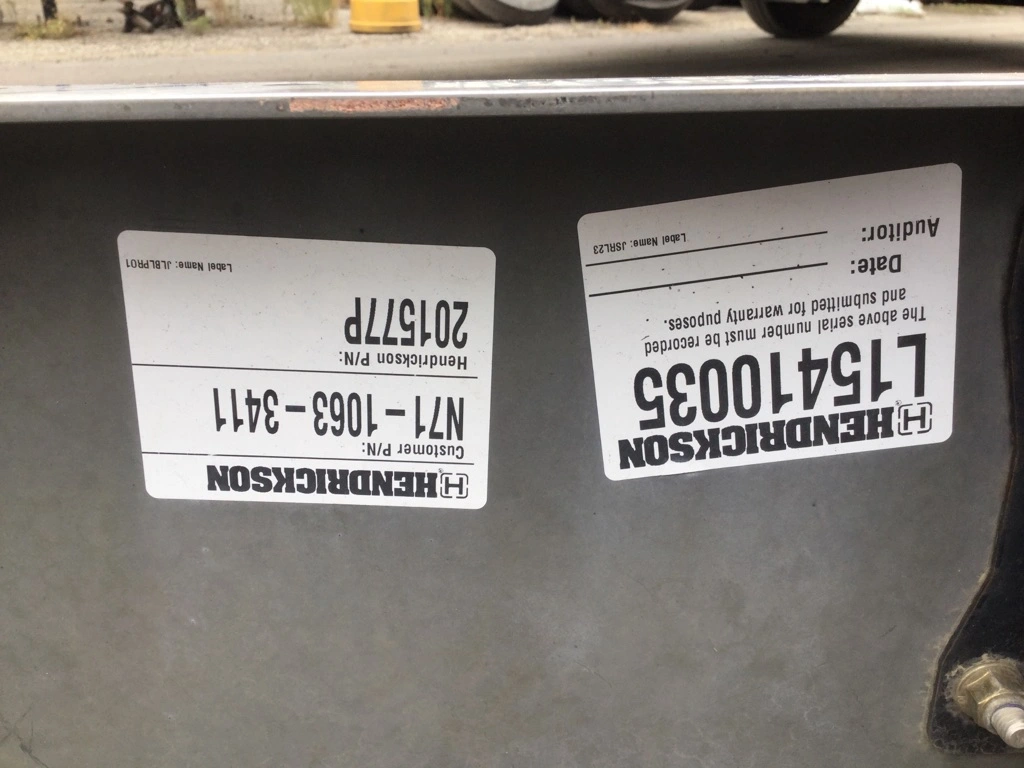 HENDRICKSON
L15410035
The above serial number must be recorded
and submitted for warranty puposes.
Date:
Auditor:
Label Name: JSRL23
HENDRICKSON
Customer P/N:
N71-1063-3411
Hendrickson P/N:
201577P
Label Name: JLBLPR01